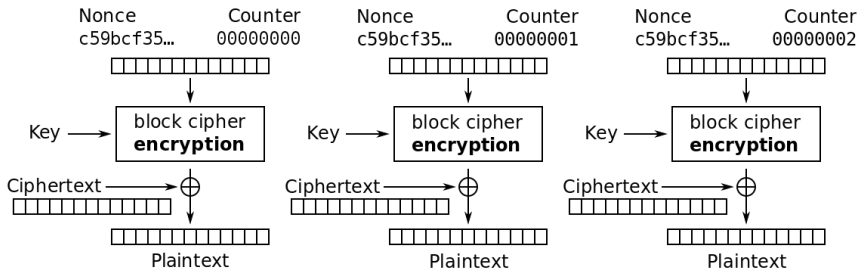 Nonce Counter
c59bcf35… 00000000
Key
block cipher
encryption
Ciphertext
Plaintext
Nonce Counter
c59bcf35… 00000001
Key
block cipher
encryption
Ciphertext
Plaintext
Nonce Counter
c59bcf35… 00000002
Key
block cipher
encryption
Ciphertext
Plaintext